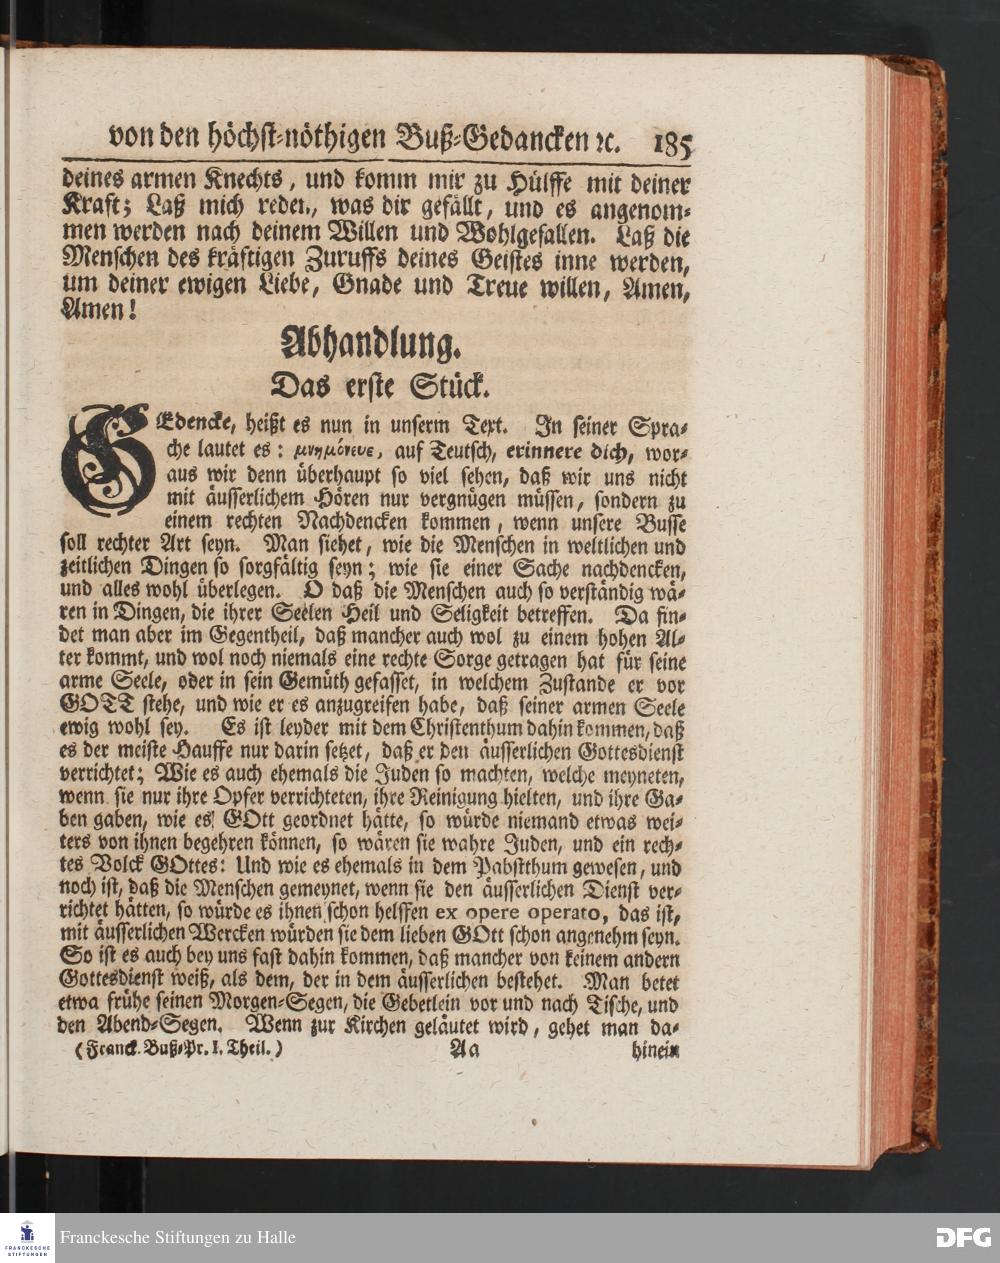 von den höchst-nöthigen Buß-Gedancken ꝛc. 185
deines armen Knechts, und komm mir zu Hülffe mit deiner
Kraft; Laß mich reden, was dir gefällt, und es angenom-
men werden nach deinem Willen und Wohlgefallen. Laß die
Menschen des kräftigen Zuruffs deines Geistes inne werden,
um deiner ewigen Liebe, Gnade und Treue willen, Amen,
Amen!
Abhandlung.
Das erste Stück.
GEdencke, heißt es nun in unserm Text. In seiner Spra-
che lautet es: μνημόνευε, auf Teutsch, erinnere dich, wor-
aus wir denn überhaupt so viel sehen, daß wir uns nicht
mit äusserlichem Hören nur vergnügen müssen, sondern zu
einem rechten Nachdencken kommen, wenn unsere Busse
soll rechter Art seyn. Man siehet, wie die Menschen in weltlichen und
zeitlichen Dingen so sorgfältig seyn; wie sie einer Sache nachdencken,
und alles wohl überlegen. O daß die Menschen auch so verständig wä-
ren in Dingen, die ihrer Seelen Heil und Seligkeit betreffen. Da fin-
det man aber im Gegentheil, daß mancher auch wol zu einem hohen Al-
ter kommt, und wol noch niemals eine rechte Sorge getragen hat für seine
arme Seele, oder in sein Gemüth gefasset, in welchem Zustande er vor
GOTT stehe, und wie er es anzugreifen habe, daß seiner armen Seele
ewig wohl sey. Es ist leyder mit dem Christenthum dahin kommen, daß
es der meiste Hauffe nur darin setzet, daß er den äusserlichen Gottesdienst
verrichtet; Wie es auch ehemals die Juden so machten, welche meyneten,
wenn sie nur ihre Opfer verrichteten, ihre Reinigung hielten, und ihre Ga-
ben gaben, wie es GOtt geordnet hätte, so würde niemand etwas wei-
ters von ihnen begehren können, so wären sie wahre Juden, und ein rech-
tes Volck GOttes: Und wie es ehemals in dem Pabstthum gewesen, und
noch ist, daß die Menschen gemeynet, wenn sie den äusserlichen Dienst ver-
richtet hätten, so würde es ihnen schon helffen ex opere operato, das ist,
mit äusserlichen Wercken würden sie dem lieben GOtt schon angenehm seyn.
So ist es auch bey uns fast dahin kommen, daß mancher von keinem andern
Gottesdienst weiß, als dem, der in dem äusserlichen bestehet. Man betet
etwa frühe seinen Morgen-Segen, die Gebetlein vor und nach Tische, und
den Abend-Segen. Wenn zur Kirchen geläutet wird, gehet man da-
(Franck. Buß-Pr. I. Theil.) Aa hinein
FRANCKESCHE
STIFTUNGEN
Franckesche Stiftungen zu Halle
DFG